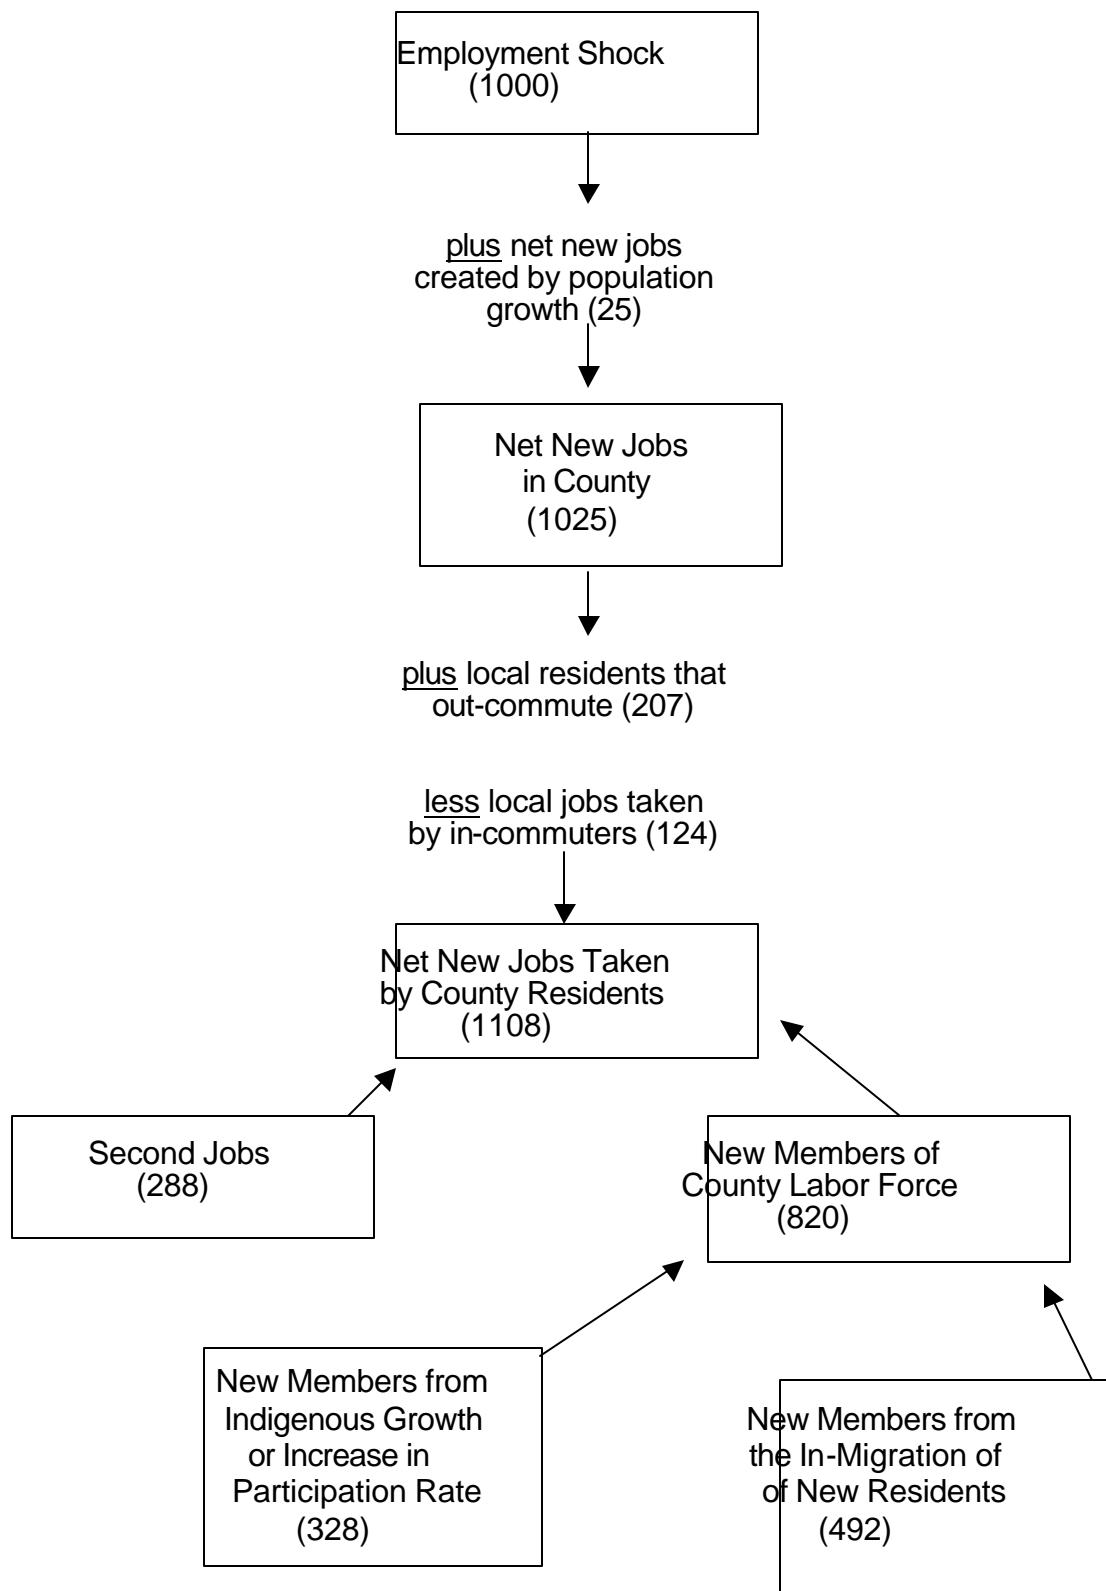 Employment Shock
(1000)
plus net new jobs
created by population
growth (25)
Net New Jobs
in County
(1025)
plus local residents that
out-commute (207)
less local jobs taken
by in-commuters (124)
Net New Jobs Taken
by County Residents
(1108)
Second Jobs
(288)
New Members of
County Labor Force
(820)
New Members from
Indigenous Growth
or Increase in
Participation Rate
(328)
New Members from
the In-Migration of
of New Residents
(492)